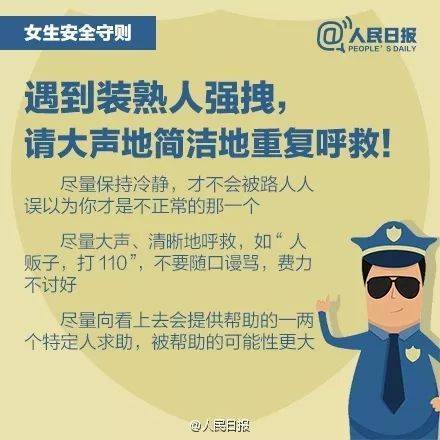 女生安全守则
@人民日报
PEOPLE'S DAILY
遇到装熟人强拽，
请大声地简洁地重复呼救！
尽量保持冷静，才不会被路人人
误以为你才是不正常的那一个
尽量大声、清晰地呼救，如“人
贩子，打110”，不要随口谩骂，费力
不讨好
尽量向看上去会提供帮助的一两
个特定人求助，被帮助的可能性更大
@人民日报